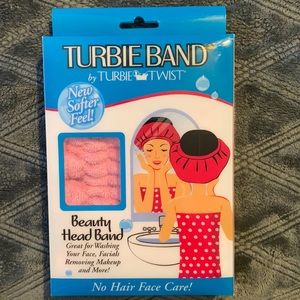 TURBIE BAND
by TURBIE TWIST
New
Softer
Feel!
Beauty
Head Band
Great for Washing
Your Face, Facials
Removing Makeup
and More!
No Hair Face Care!